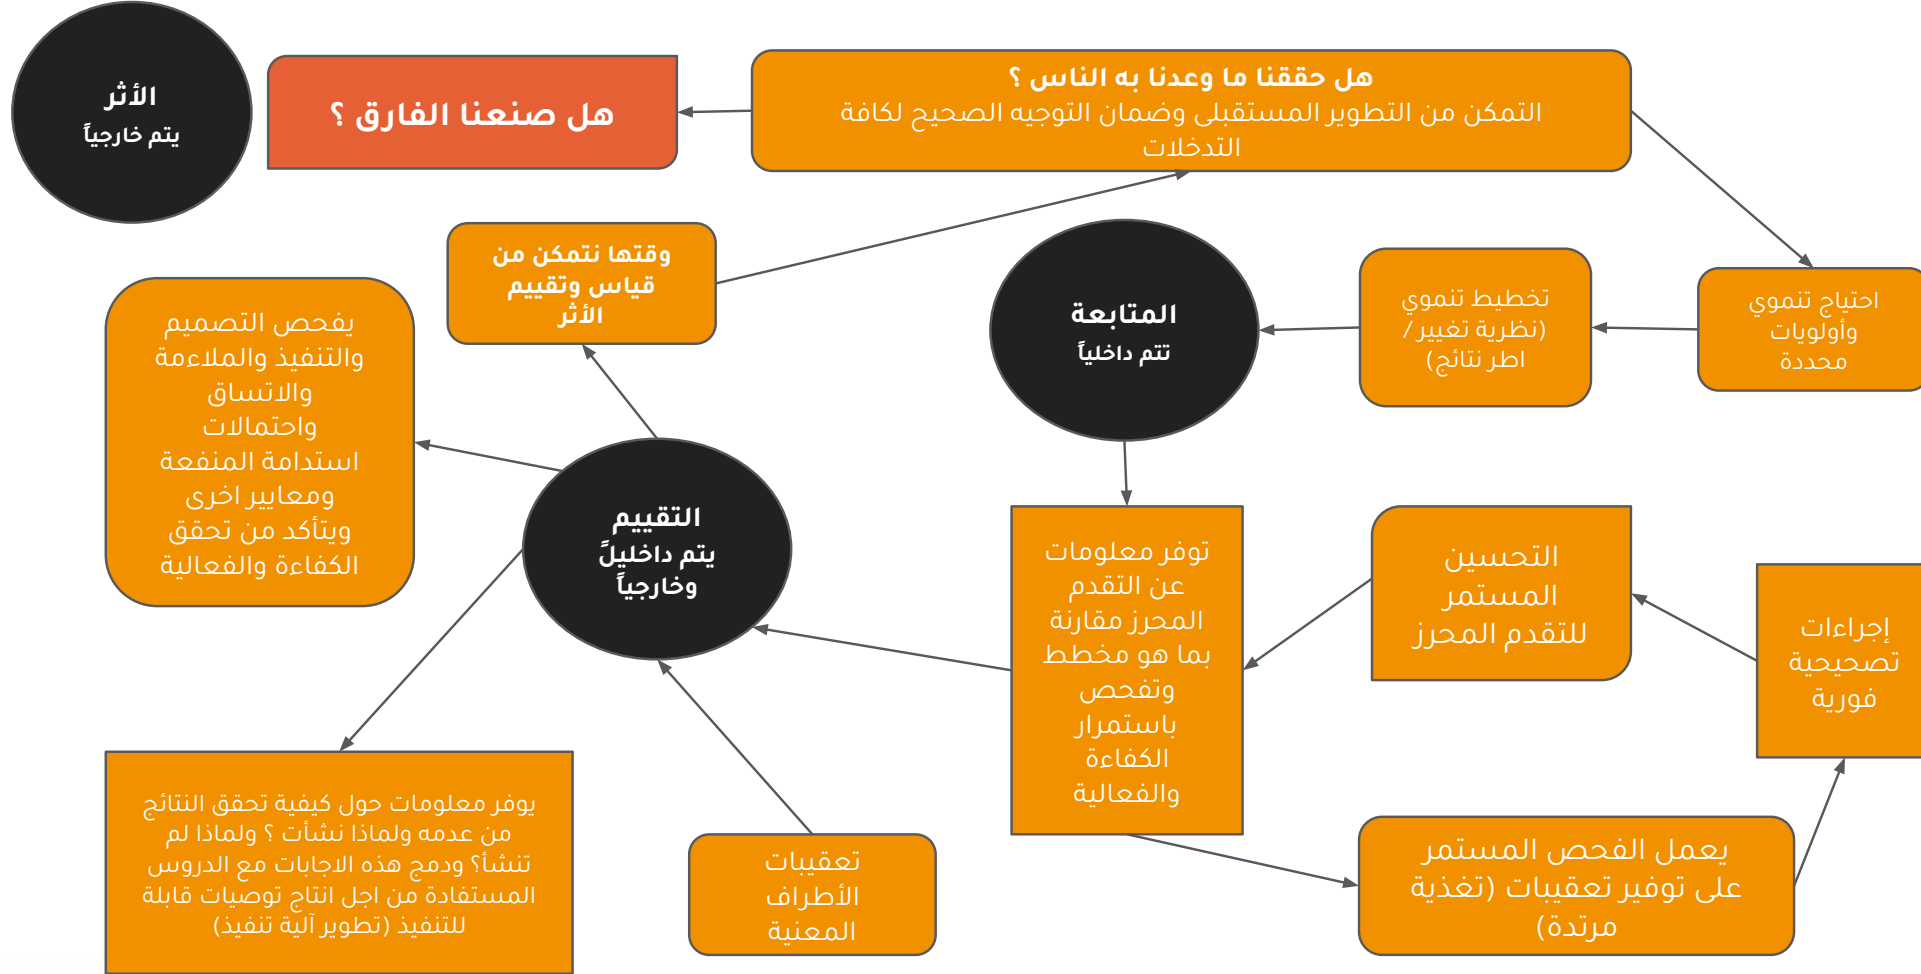 الأثر
يتم خارجياً
هل صنعنا الفارق ؟
هل حققنا ما وعدنا به الناس ؟
التمكن من التطوير المستقبلى وضمان التوجيه الصحيح لكافة
التدخلات
احتياج تنموي
وأولويات
محددة
تخطيط تنموي
(نظرية تغيير /
اطر نتائج)
المتابعة
تتم داخلياً
وقتها نتمكن من
قياس وتقييم
الأثر
يفحص التصميم
والتنفيذ والملاءمة
والاتساق
واحتمالات
استدامة المنفعة
ومعايير اخرى
ويتأكد من تحقق
الكفاءة والفعالية
التقييم
يتم داخليلً
وخارجياً
توفر معلومات
عن التقدم
المحرز مقارنة
بما هو مخطط
وتفحص
باستمرار
الكفاءة
والفعالية
التحسين
المستمر
للتقدم المحرز
إجراءات
تصحيحية
فورية
يعمل الفحص المستمر
على توفير تعقيبات (تغذية
مرتدة)
تعقيبات
الأطراف
المعنية
يوفر معلومات حول كيفية تحقق النتائج
من عدمه ولماذا نشأت ؟ ولماذا لم
تنشأ؟ ودمج هذه الاجابات مع الدروس
المستفادة من اجل انتاج توصيات قابلة
للتنفيذ (تطوير آلية تنفيذ)